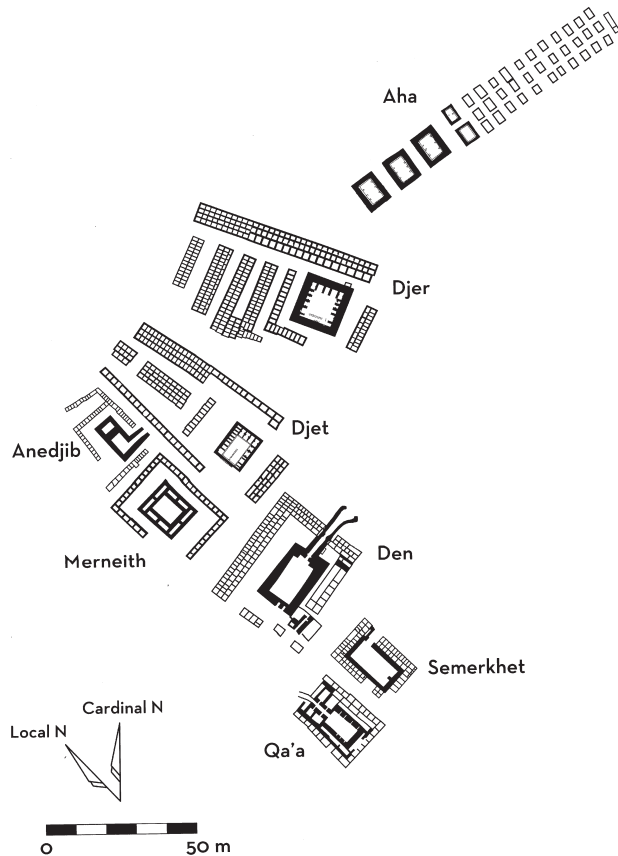 Aha
Djer
Djet
Anedjib
Merneith
Den
Semerkhet
Qa'a
Cardinal N
Local N
0 50 m